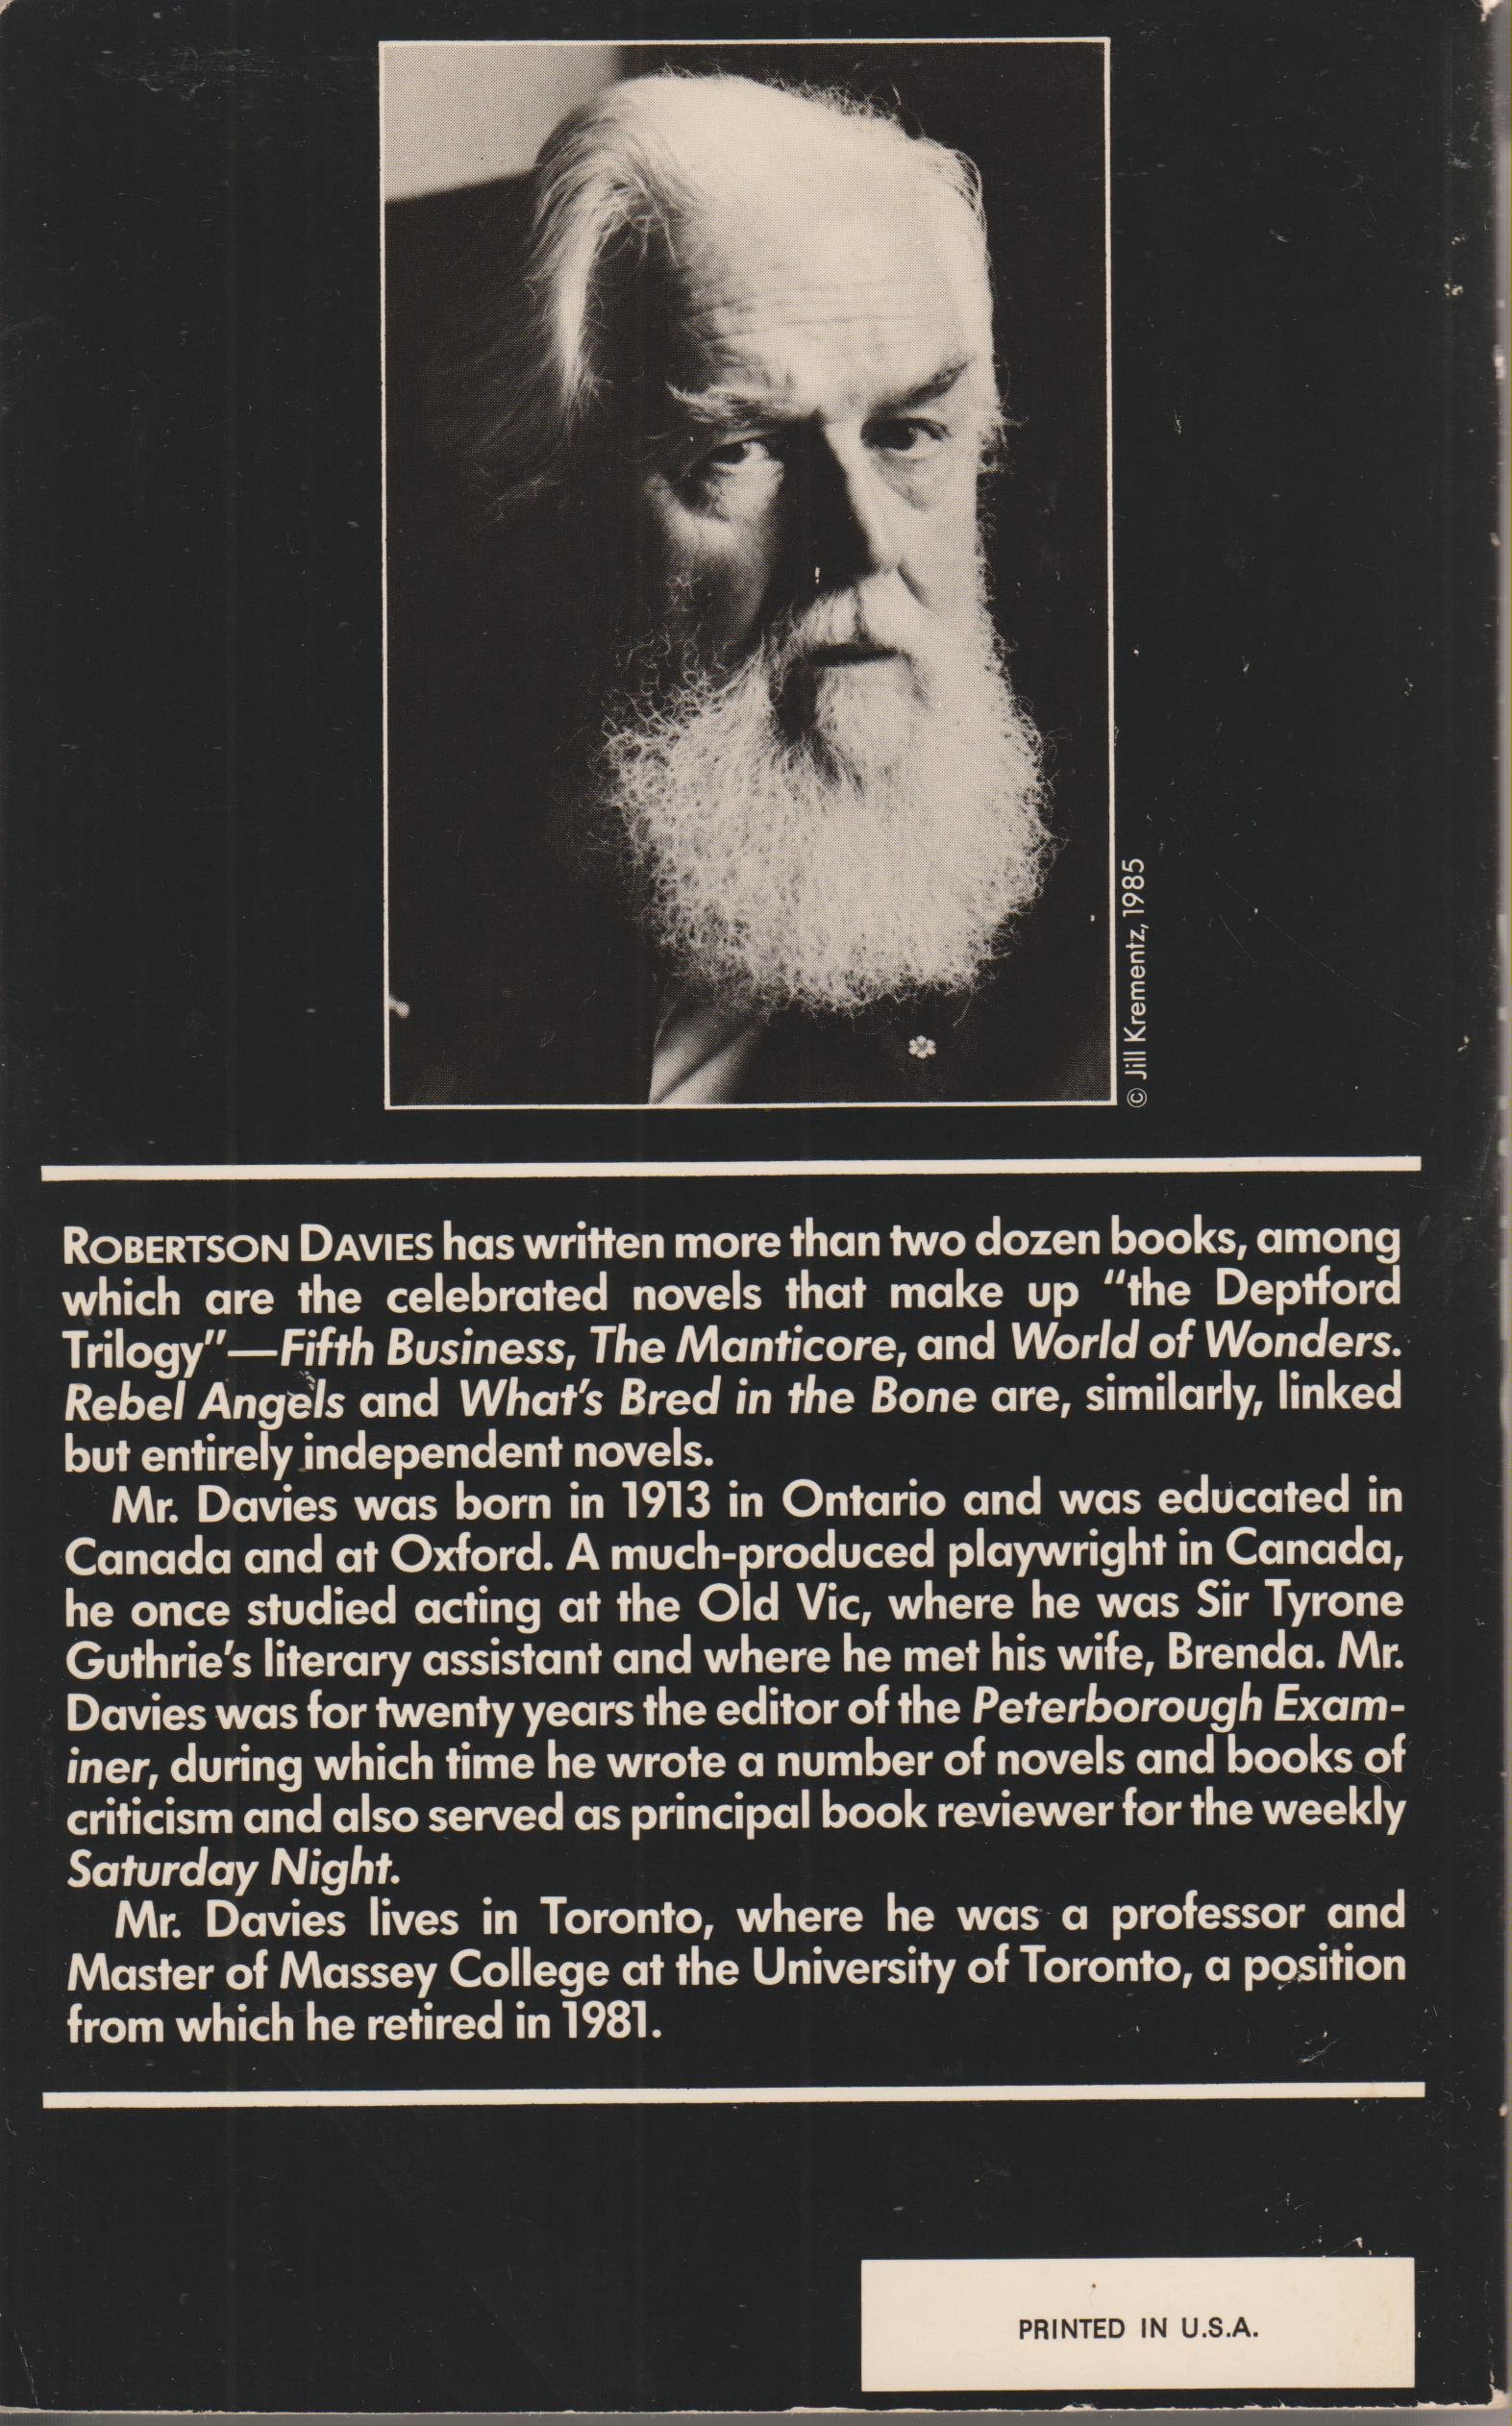 © Jill Krementz, 1985
ROBERTSON DAVIES has written more than two dozen books, among
which are the celebrated novels that make up “the Deptford
Trilogy”—Fifth Business, The Manticore, and World of Wonders.
Rebel Angels and What’s Bred in the Bone are, similarly, linked
but entirely independent novels.
Mr. Davies was born in 1913 in Ontario and was educated in
Canada and at Oxford. A much-produced playwright in Canada,
he once studied acting at the Old Vic, where he was Sir Tyrone
Guthrie’s literary assistant and where he met his wife, Brenda. Mr.
Davies was for twenty years the editor of the Peterborough Exam-
iner, during which time he wrote a number of novels and books of
criticism and also served as principal book reviewer for the weekly
Saturday Night.
Mr. Davies lives in Toronto, where he was a professor and
Master of Massey College at the University of Toronto, a position
from which he retired in 1981.
PRINTED IN U.S.A.